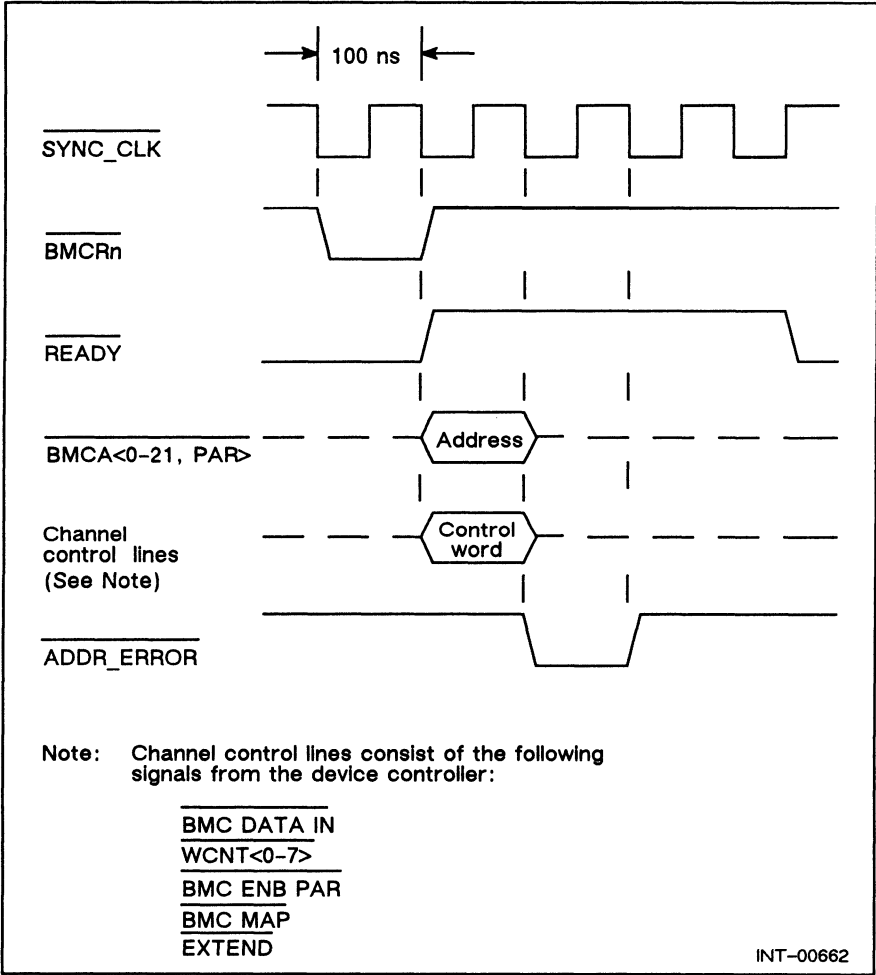 100 ns
SYNC_CLK
BMCRn
READY
BMCA<0-21, PAR>
Address
Channel
control lines
(See Note)
Control
word
ADDR_ERROR
Note: Channel control lines consist of the following
signals from the device controller:
BMC DATA IN
WCNT<0-7>
BMC ENB PAR
BMC MAP
EXTEND
INT-00662